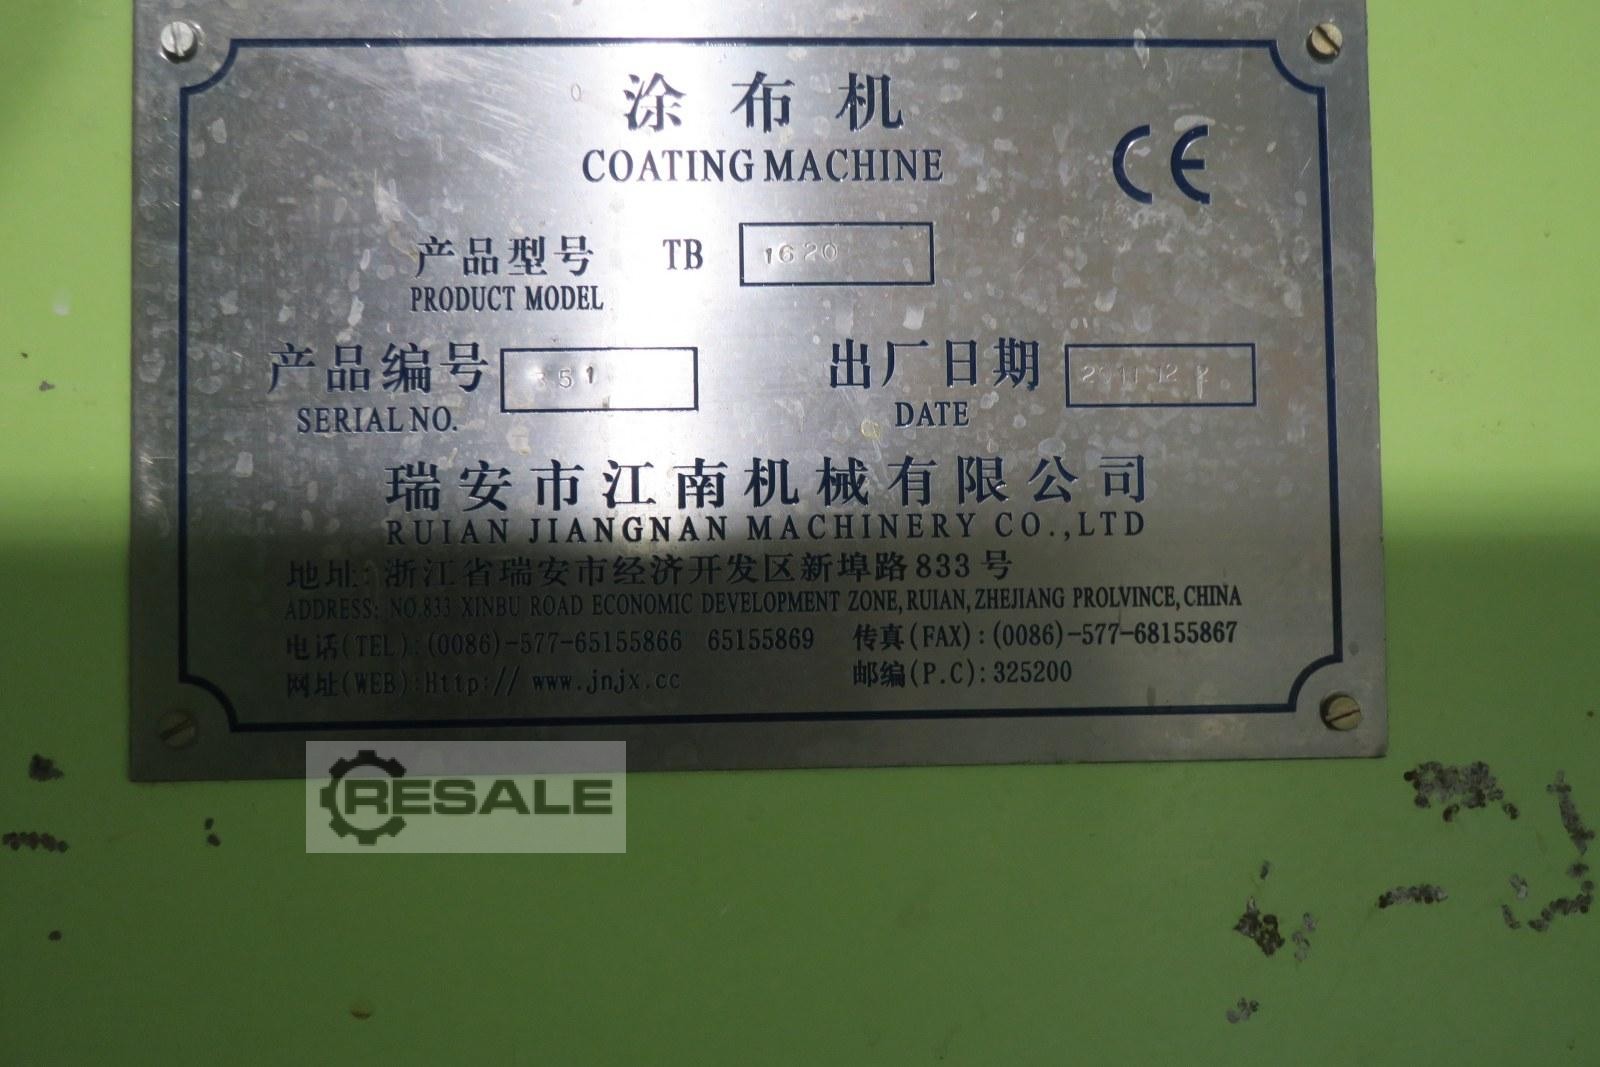 涂布机
COATING MACHINE
CE
产品型号 TB 1620
PRODUCT MODEL
产品编号 351 出厂日期
SERIAL NO. DATE
瑞安市江南机械有限公司
RUIAN JIANGNAN MACHINERY CO.,LTD
地址: 浙江省瑞安市经济开发区新埠路833号
ADDRESS: NO.833 XINBU ROAD ECONOMIC DEVELOPMENT ZONE, RUIAN, ZHEJIANG PROLVINCE, CHINA
电话(TEL):(0086)-577-65155866 65155869 传真(FAX):(0086)-577-68155867
网址(WEB):Http:// www.jnjx.cc 邮编(P.C):325200
RESALE